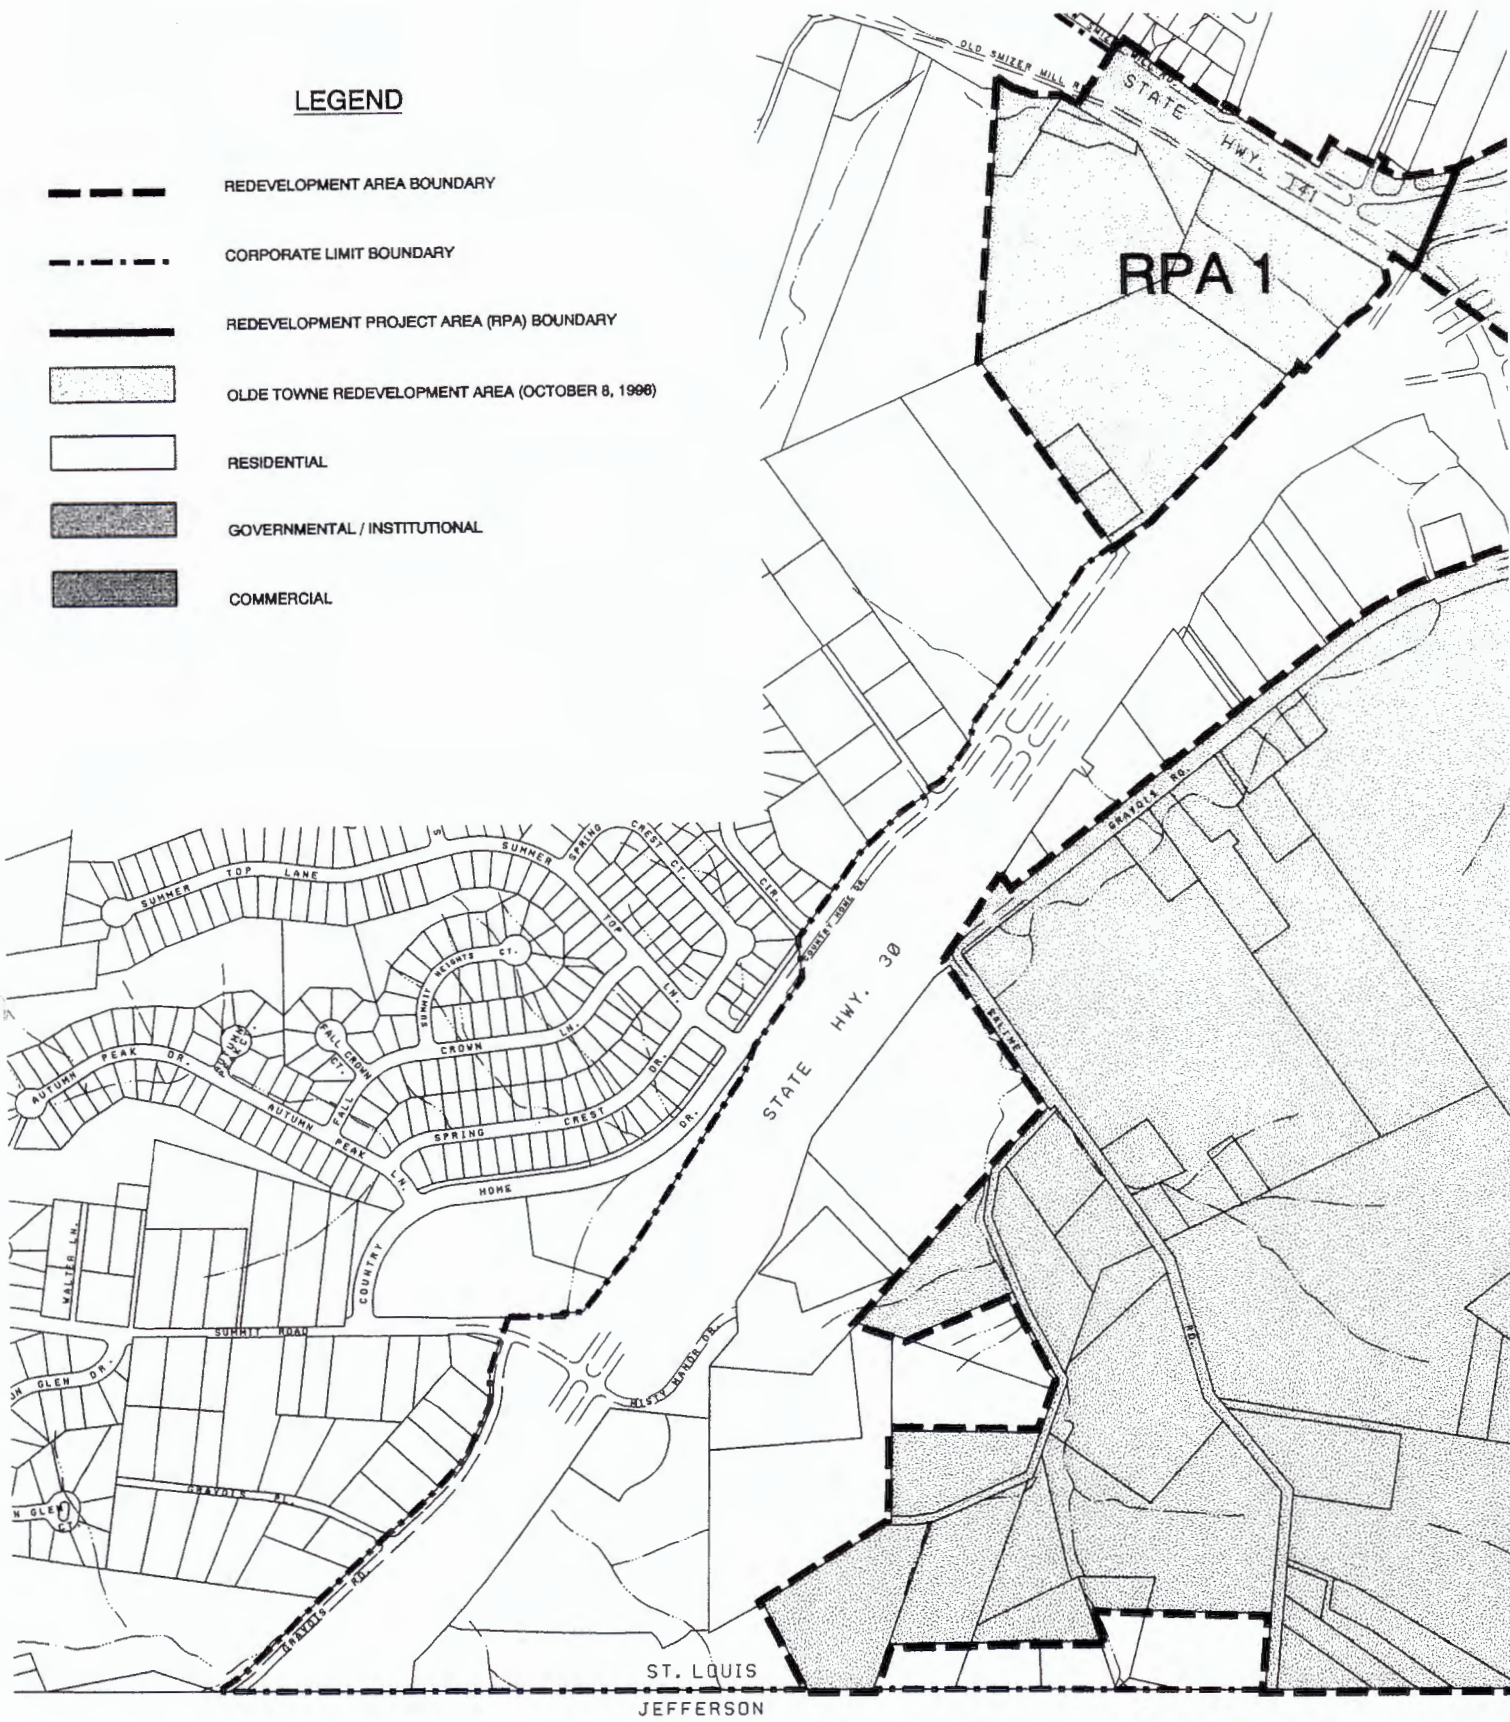 LEGEND
REDEVELOPMENT AREA BOUNDARY
CORPORATE LIMIT BOUNDARY
REDEVELOPMENT PROJECT AREA (RPA) BOUNDARY
OLDE TOWNE REDEVELOPMENT AREA (OCTOBER 8, 1998)
RESIDENTIAL
GOVERNMENTAL / INSTITUTIONAL
COMMERCIAL
OLD SMIZER MILL
STATE HWY. 141
RPA 1
GRAVOIS RD.
SUMMER TOP LANE
SUMMER TOP LN.
SPRING CREST CT.
CIR.
COUNTRY HOME DR.
STATE HWY. 30
SUMMIT HEIGHTS CT.
CROWN LN.
FALL CROWN CT.
FALL
AUTUMN PEAK DR.
AUTUMN PEAK LN.
SPRING CREST DR.
COUNTRY HOME DR.
SALINE RD.
WALTER LN.
SUMMIT ROAD
GLEN DR.
MISTY MANOR DR.
GRAVOIS PL.
N GLEN CT.
GRAVOIS RD.
ST. LOUIS
JEFFERSON